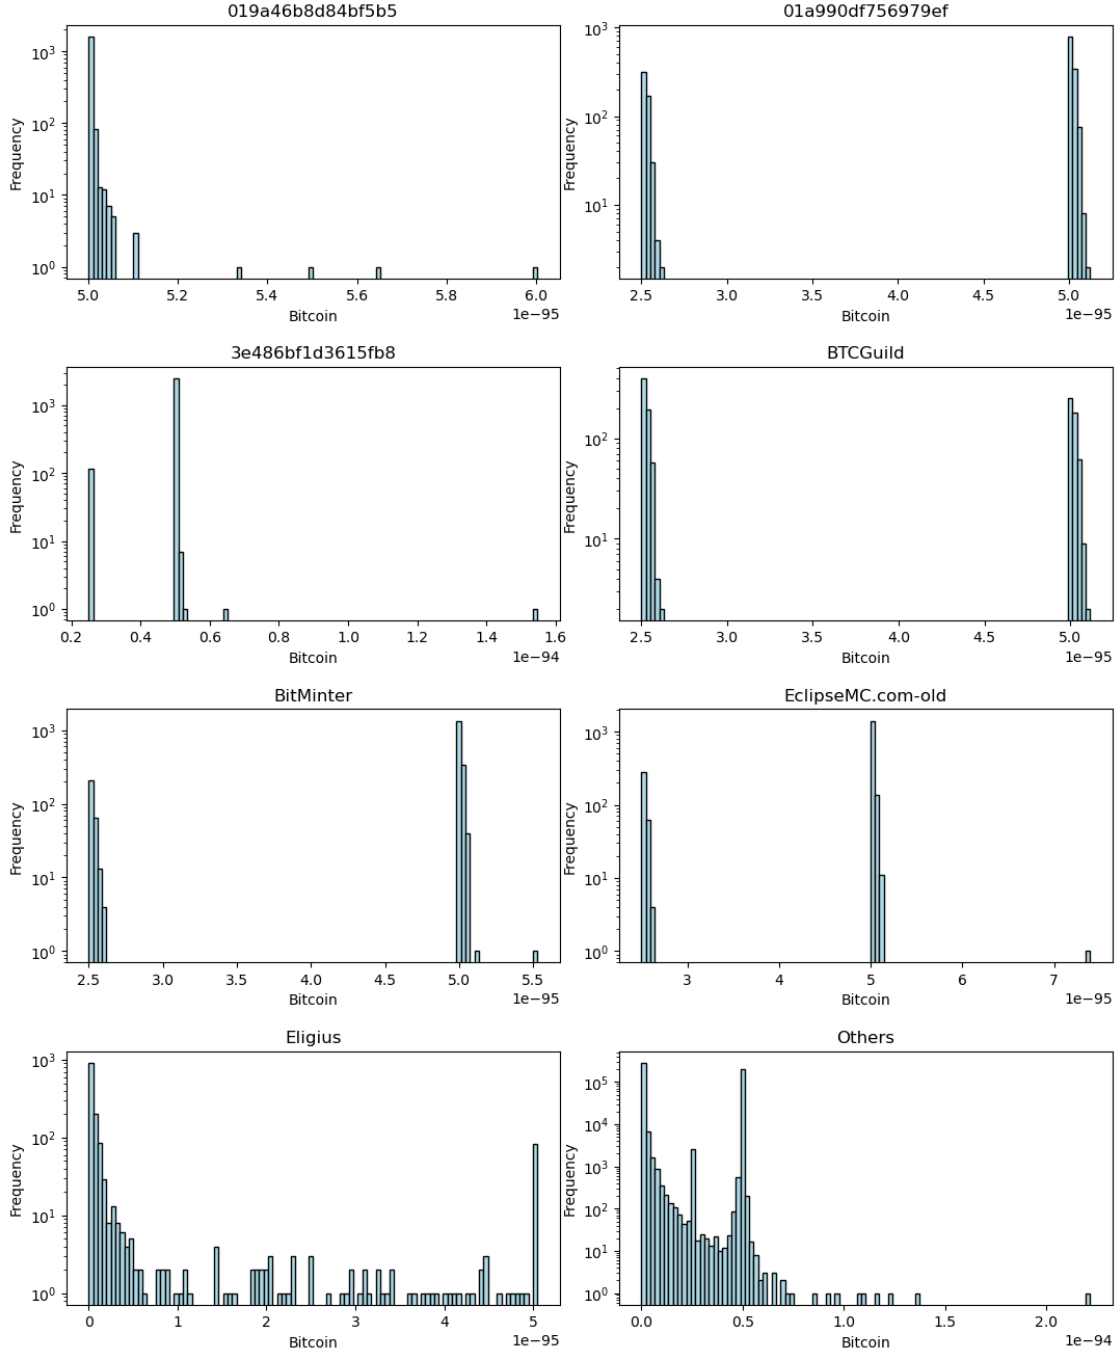 019a46b8d84bf5b5
01a990df756979ef
Frequency
10³
10²
10¹
10⁰
5.0 5.2 5.4 5.6 5.8 6.0
Bitcoin
1e−95
Frequency
10³
10²
10¹
2.5 3.0 3.5 4.0 4.5 5.0
Bitcoin
1e−95
3e486bf1d3615fb8
BTCGuild
Frequency
10³
10²
10¹
10⁰
0.2 0.4 0.6 0.8 1.0 1.2 1.4 1.6
Bitcoin
1e−94
Frequency
10²
10¹
2.5 3.0 3.5 4.0 4.5 5.0
Bitcoin
1e−95
BitMinter
EclipseMC.com-old
Frequency
10³
10²
10¹
10⁰
2.5 3.0 3.5 4.0 4.5 5.0 5.5
Bitcoin
1e−95
Frequency
10³
10²
10¹
10⁰
3 4 5 6 7
Bitcoin
1e−95
Eligius
Others
Frequency
10³
10²
10¹
10⁰
0 1 2 3 4 5
Bitcoin
1e−95
Frequency
10⁵
10⁴
10³
10²
10¹
10⁰
0.0 0.5 1.0 1.5 2.0
Bitcoin
1e−94